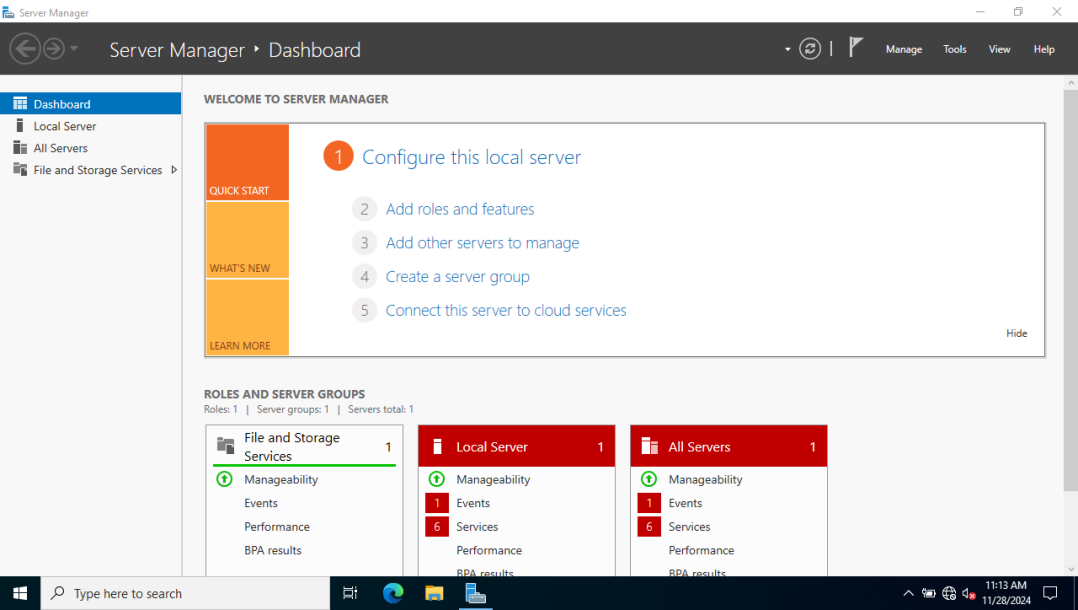 Server Manager
Server Manager • Dashboard
Manage Tools View Help
Dashboard
Local Server
All Servers
File and Storage Services
WELCOME TO SERVER MANAGER
QUICK START
WHAT'S NEW
LEARN MORE
1 Configure this local server
2 Add roles and features
3 Add other servers to manage
4 Create a server group
5 Connect this server to cloud services
Hide
ROLES AND SERVER GROUPS
Roles: 1 | Server groups: 1 | Servers total: 1
File and Storage
Services 1
Manageability
Events
Performance
BPA results
Local Server 1
Manageability
1 Events
6 Services
Performance
BPA results
All Servers 1
Manageability
1 Events
6 Services
Performance
BPA results
Type here to search
11:13 AM
11/28/2024